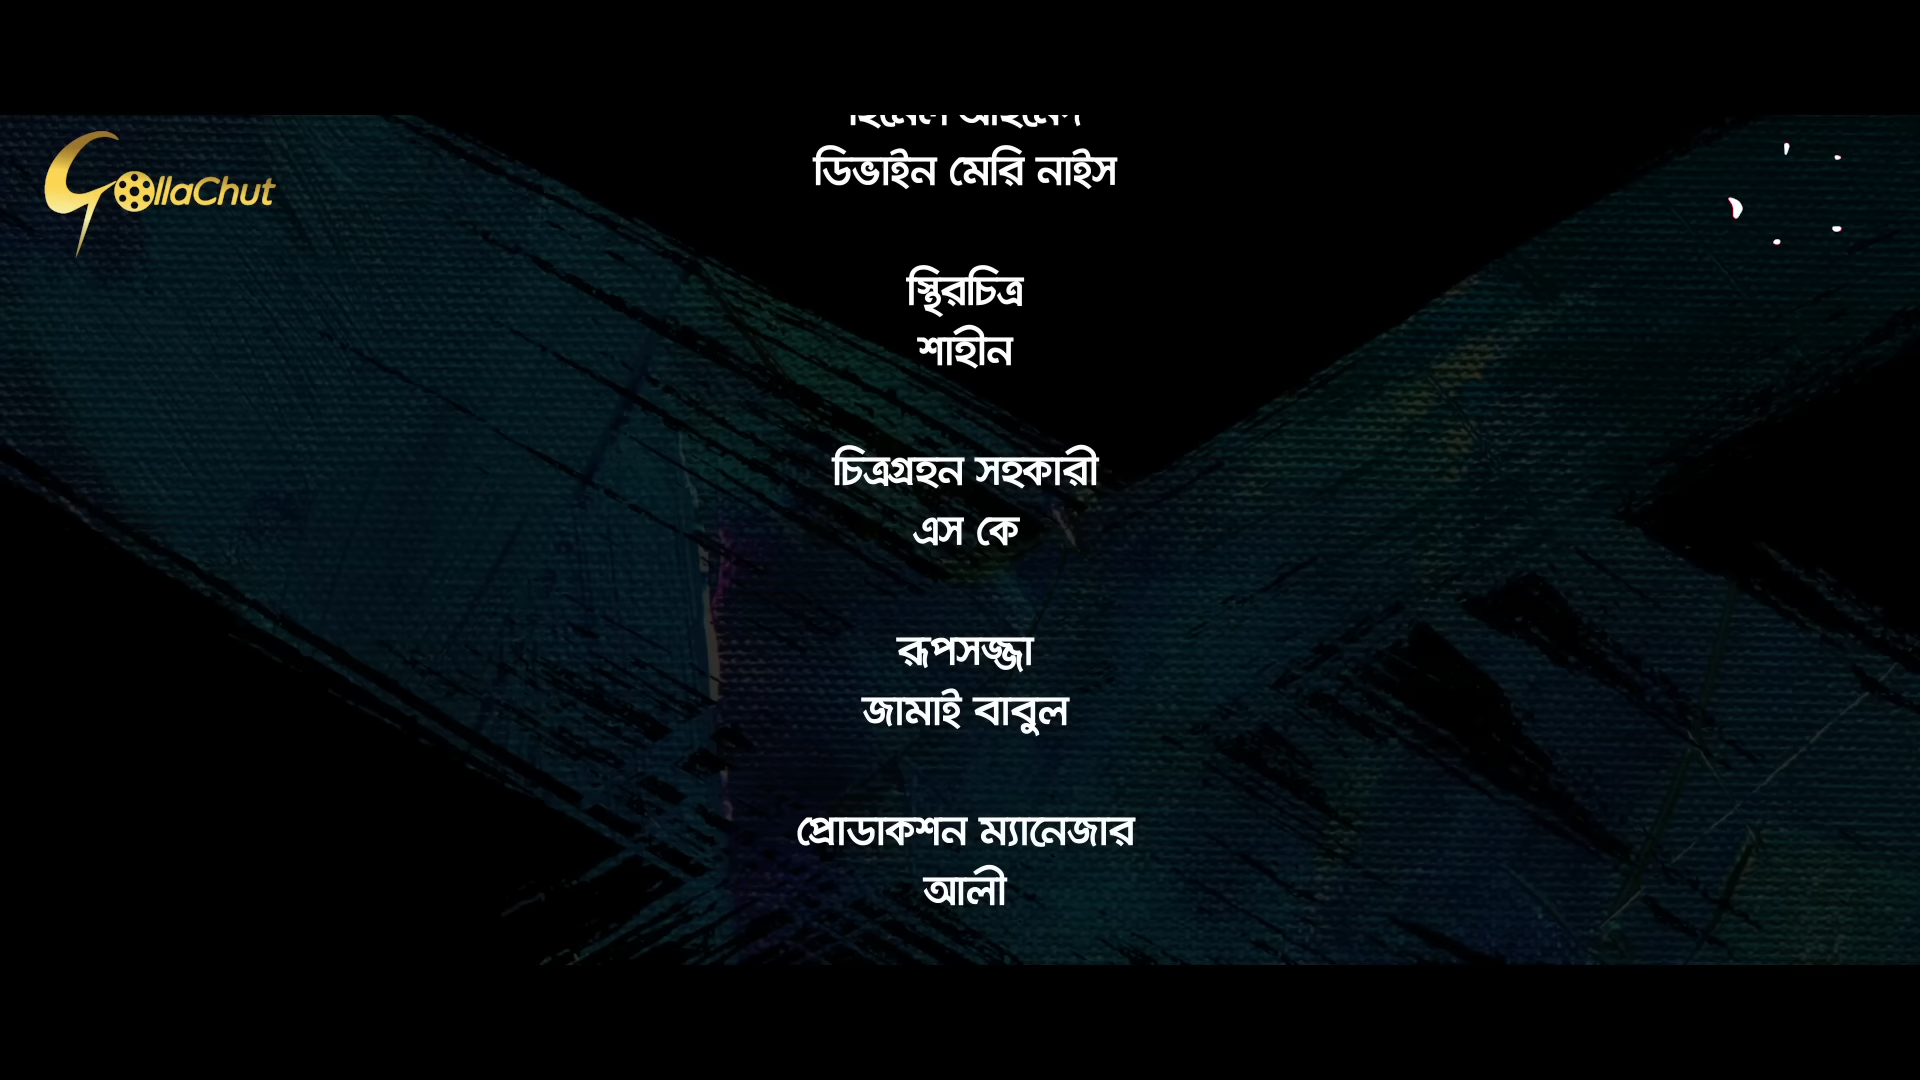 GollaChut
ডিভাইন মেরি নাইস
স্থিরচিত্র
শাহীন
চিত্রগ্রহন সহকারী
এস কে
রূপসজ্জা
জামাই বাবুল
প্রোডাকশন ম্যানেজার
আলী